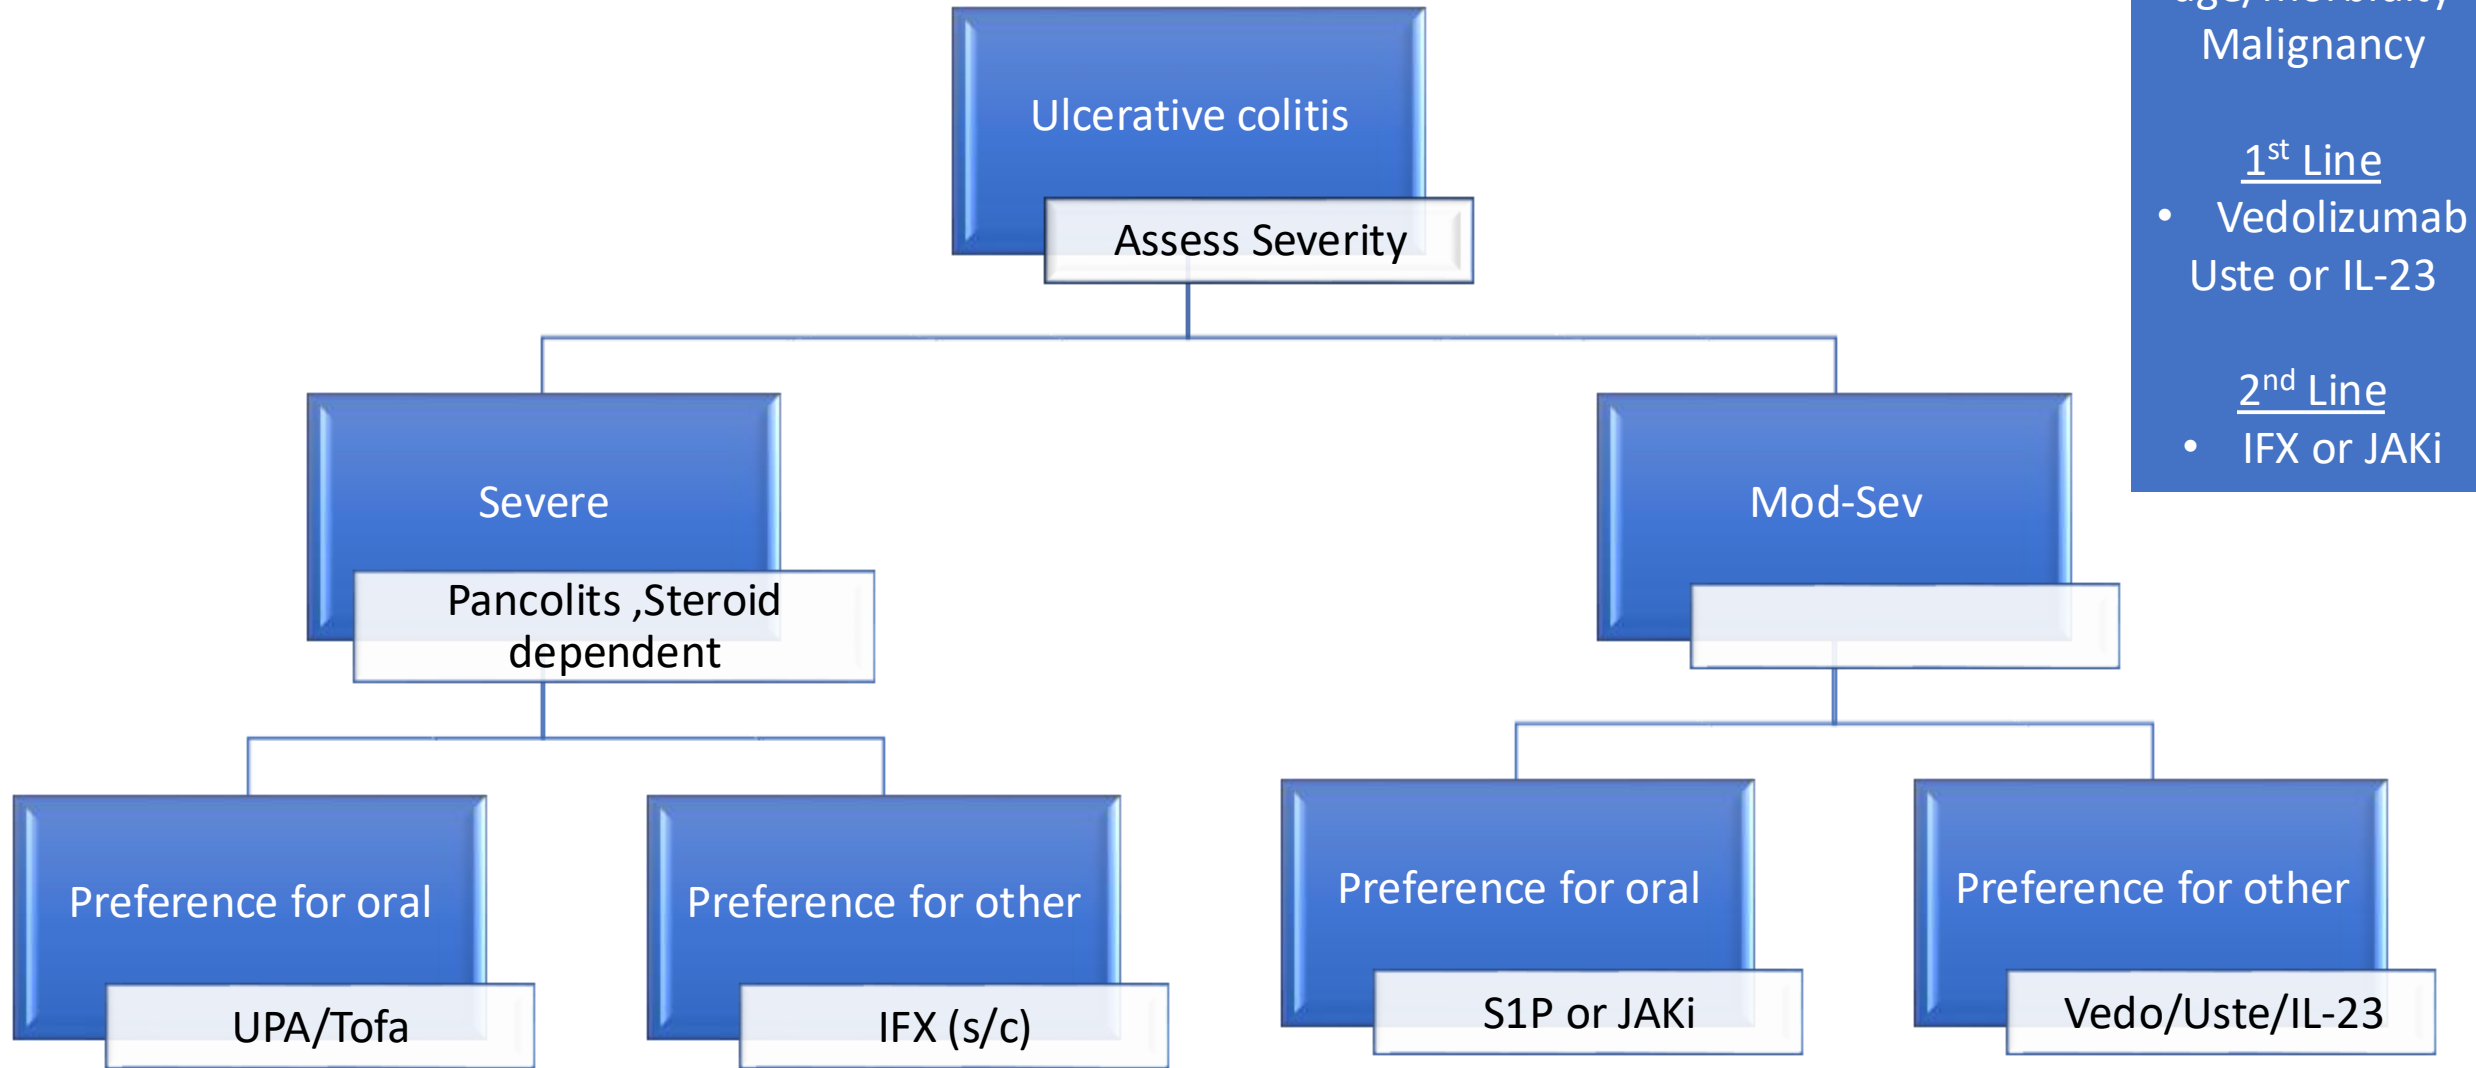 Ulcerative colitis
Assess Severity
Severe
Pancolits ,Steroid
dependent
Mod-Sev
Preference for oral
UPA/Tofa
Preference for other
IFX (s/c)
Preference for oral
S1P or JAKi
Preference for other
Vedo/Uste/IL-23
age/Morbidity
Malignancy
1st Line
• Vedolizumab
Uste or IL-23
2nd Line
• IFX or JAKi